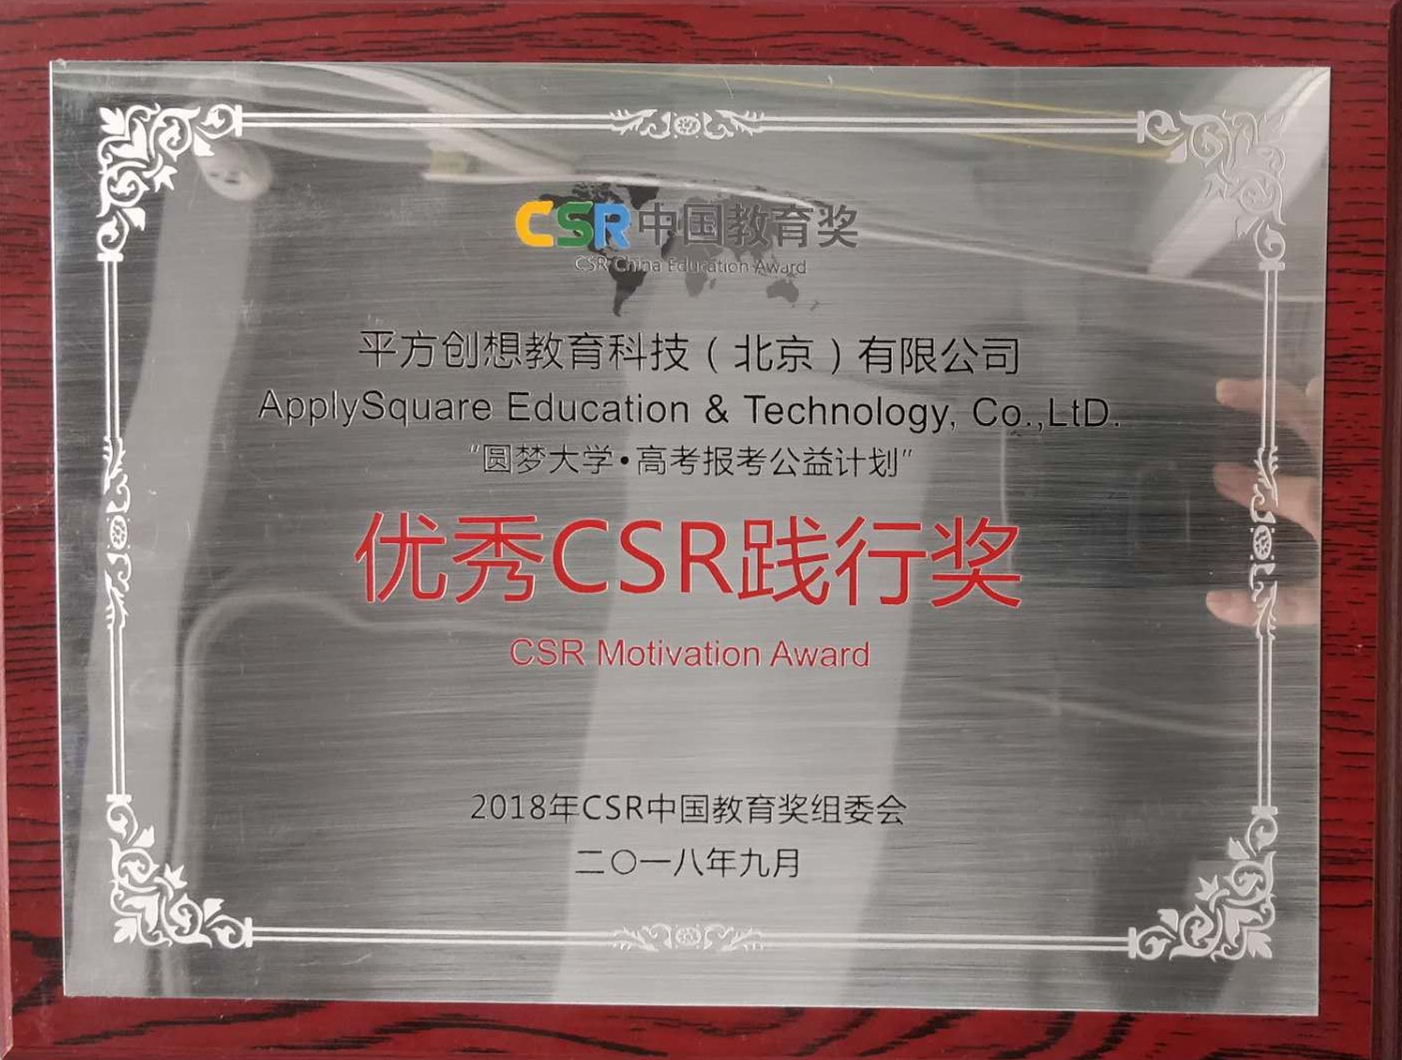 CSR中国教育奖
CSR China Education Award
平方创想教育科技（北京）有限公司
ApplySquare Education & Technology, Co.,LtD.
“圆梦大学•高考报考公益计划”
优秀CSR践行奖
CSR Motivation Award
2018年CSR中国教育奖组委会
二〇一八年九月